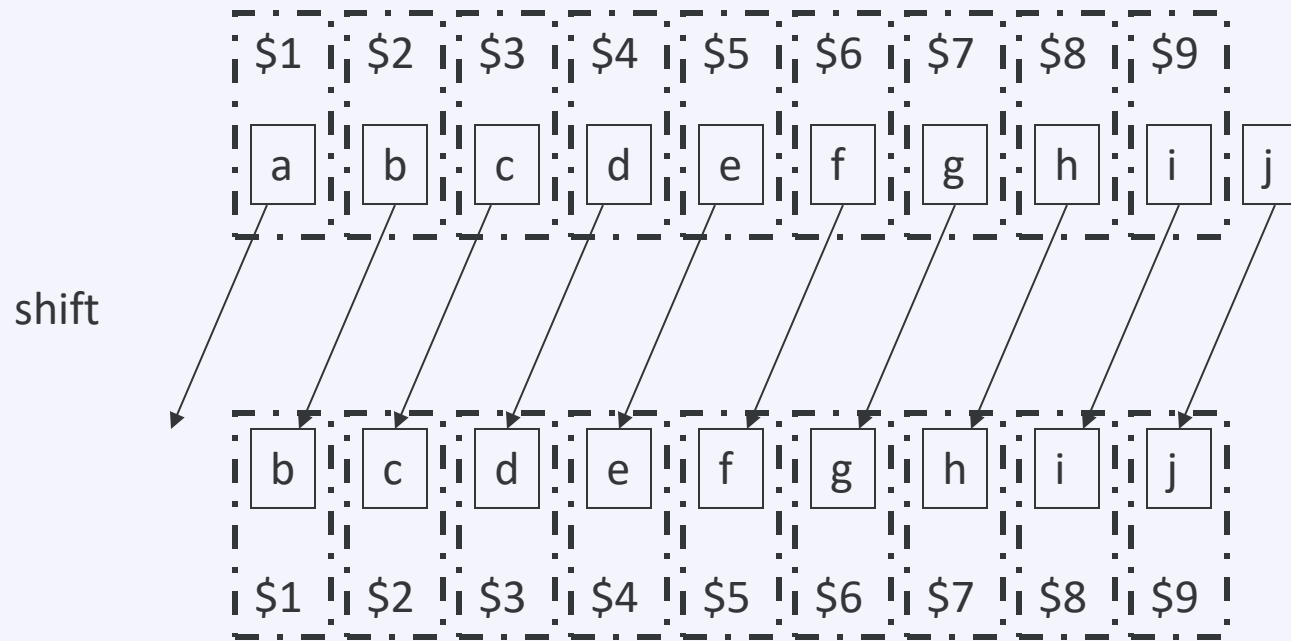 $1 $2 $3 $4 $5 $6 $7 $8 $9
a b c d e f g h i j
shift
b c d e f g h i j
$1 $2 $3 $4 $5 $6 $7 $8 $9